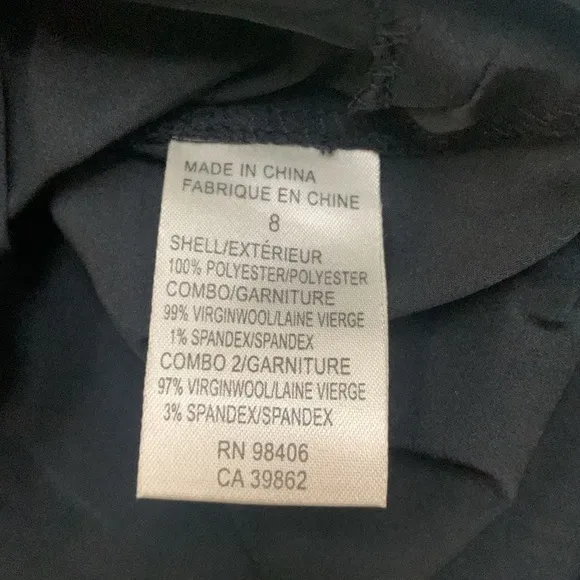 MADE IN CHINA
FABRIQUE EN CHINE
8
SHELL/EXTÉRIEUR
100% POLYESTER/POLYESTER
COMBO/GARNITURE
99% VIRGINWOOL/LAINE VIERGE
1% SPANDEX/SPANDEX
COMBO 2/GARNITURE
97% VIRGINWOOL/LAINE VIERGE
3% SPANDEX/SPANDEX
RN 98406
CA 39862